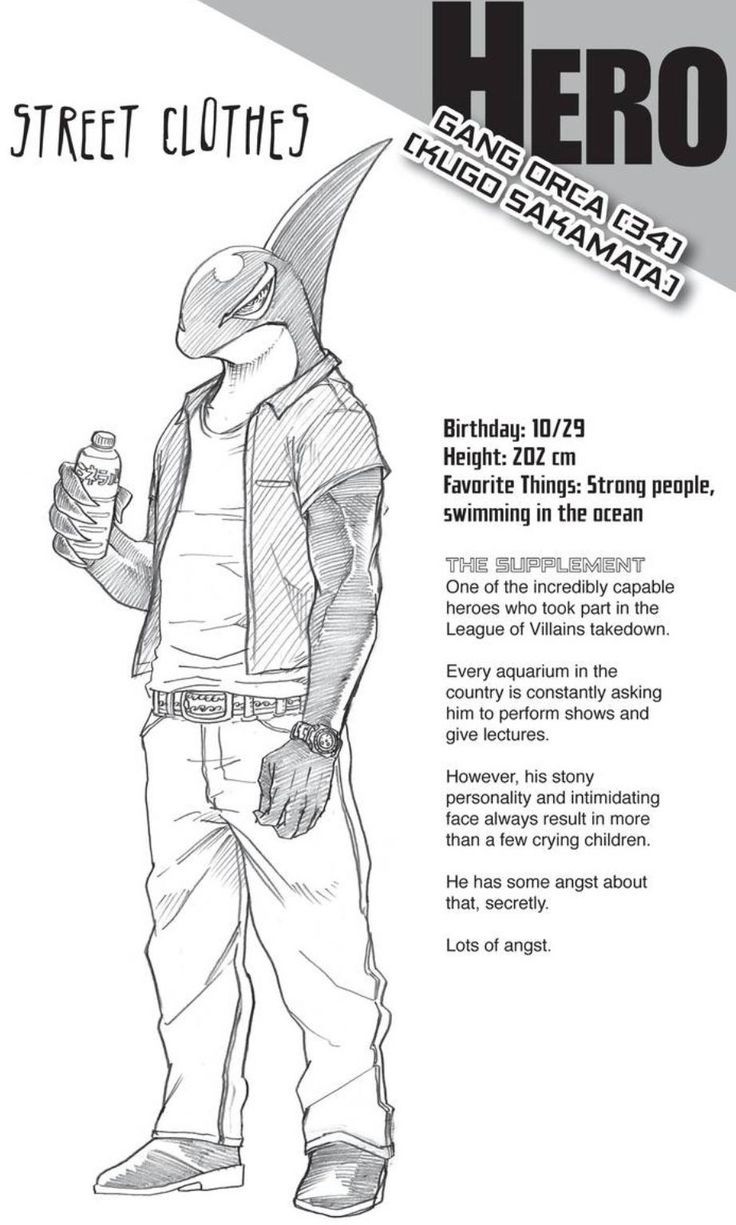 STREET CLOTHES
HERO
GANG ORCA (34)
(KUGO SAKAMATA)
ミネラル
Birthday: 10/29
Height: 202 cm
Favorite Things: Strong people,
swimming in the ocean
THE SUPPLEMENT
One of the incredibly capable
heroes who took part in the
League of Villains takedown.
Every aquarium in the
country is constantly asking
him to perform shows and
give lectures.
However, his stony
personality and intimidating
face always result in more
than a few crying children.
He has some angst about
that, secretly.
Lots of angst.